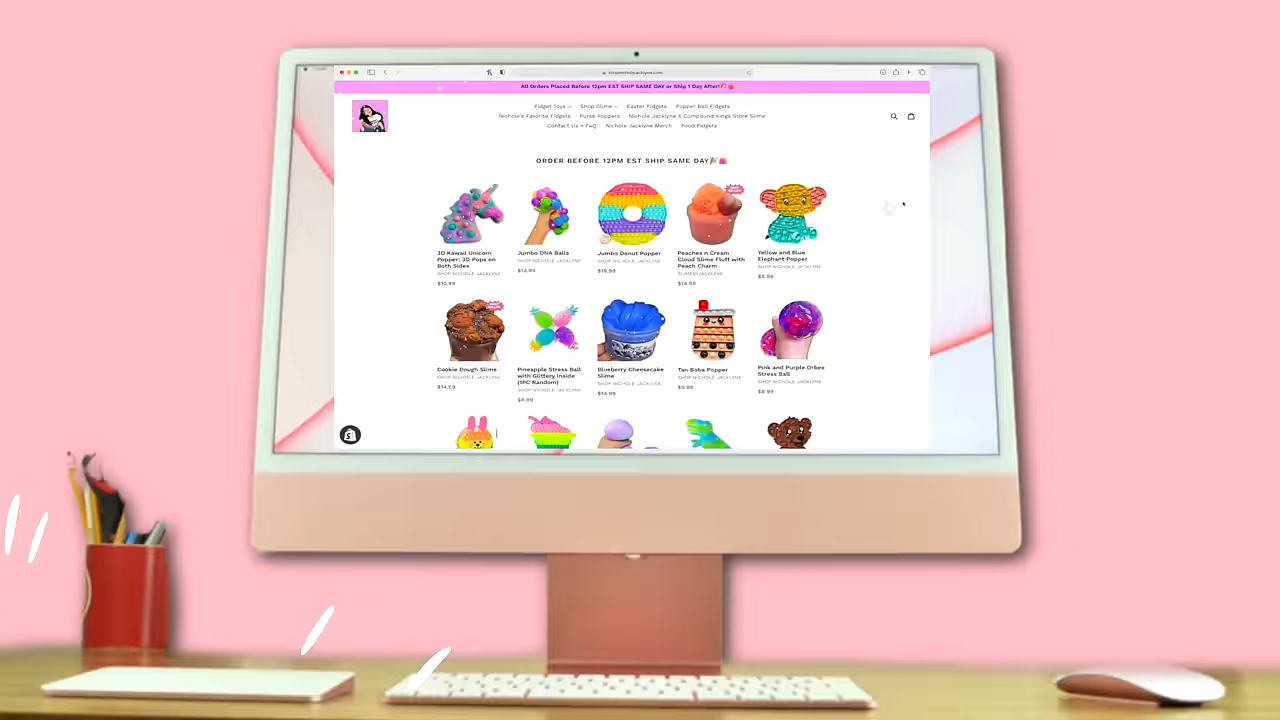 All Orders Placed Before 12pm EST SHIP SAME DAY or Ship 1 Day After!
Fidget Toys Shop Slime Easter Fidgets Popper Ball Fidgets
Nichole's Favorite Fidgets Purse Poppers Nichole Jacklyne X Compound Kings Store Slime
Contact Us + FAQ Nichole Jacklyne Merch Food Fidgets
ORDER BEFORE 12PM EST SHIP SAME DAY
3D Kawaii Unicorn
Popper: 3D Pops on
Both Sides
SHOP NICHOLE JACKLYNE
$10.99
Jumbo DNA Balls
SHOP NICHOLE JACKLYNE
$13.99
Jumbo Donut Popper
SHOP NICHOLE JACKLYNE
$19.99
Peaches n Cream
Cloud Slime Fluff with
Peach Charm
$14.99
Yellow and Blue
Elephant Popper
SHOP NICHOLE JACKLYNE
$8.99
Cookie Dough Slime
SHOP NICHOLE JACKLYNE
$14.29
Pineapple Stress Ball
with Glittery Inside
(1PC Random)
SHOP NICHOLE JACKLYNE
$8.99
Blueberry Cheesecake
Slime
SHOP NICHOLE JACKLYNE
$14.99
Tan Boba Popper
SHOP NICHOLE JACKLYNE
$9.99
Pink and Purple Orbee
Stress Ball
SHOP NICHOLE JACKLYNE
$8.99